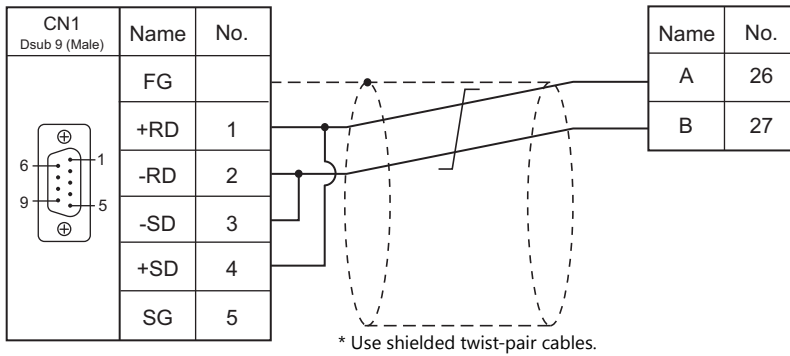 CN1
Dsub 9 (Male)
Name No.
FG
+RD 1
-RD 2
-SD 3
+SD 4
SG 5
6
1
9
5
Name No.
A 26
B 27
* Use shielded twist-pair cables.